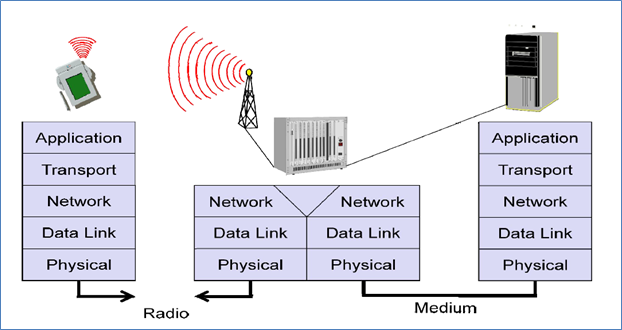 Application
Transport
Network
Data Link
Physical
Network
Data Link
Physical
Network
Data Link
Physical
Application
Transport
Network
Data Link
Physical
Radio
Medium